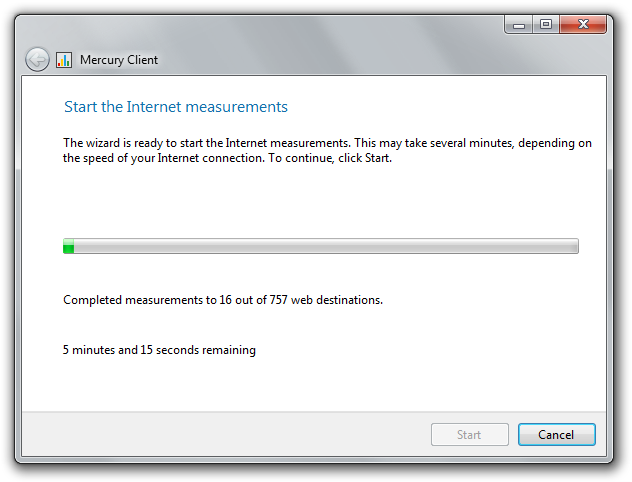 Mercury Client
Start the Internet measurements
The wizard is ready to start the Internet measurements. This may take several minutes, depending on
the speed of your Internet connection. To continue, click Start.
Completed measurements to 16 out of 757 web destinations.
5 minutes and 15 seconds remaining
Start
Cancel